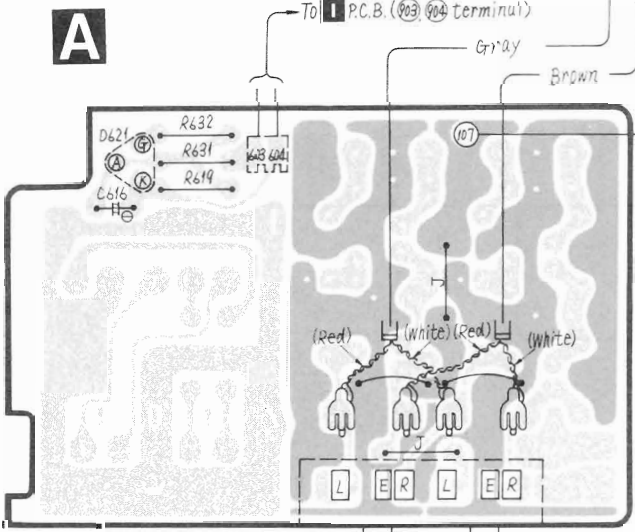 A
To I P.C.B. (903 904 terminal)
Gray
Brown
D621
G
A
K
R632
R631
R619
C616
603 604
107
J
(Red)
(White)
(Red)
(White)
J
L E R L E R